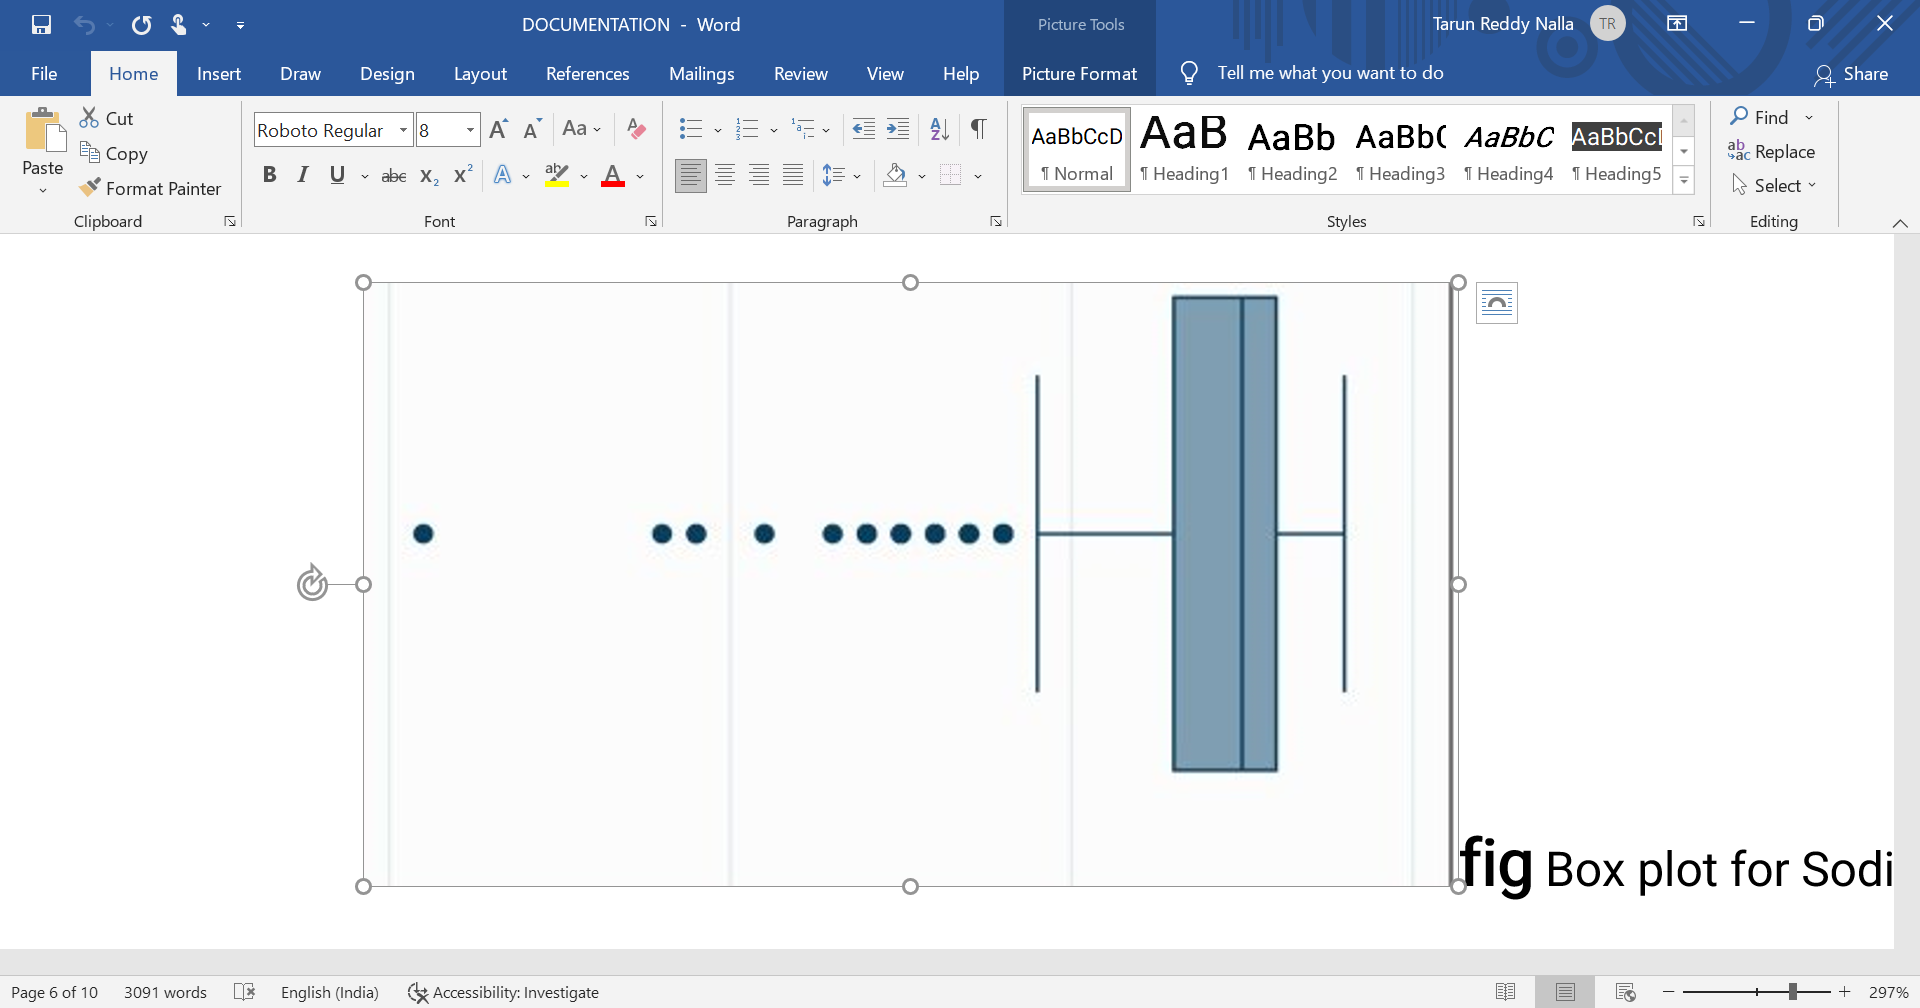 DOCUMENTATION - Word
Picture Tools
Tarun Reddy Nalla
TR
File
Home
Insert
Draw
Design
Layout
References
Mailings
Review
View
Help
Picture Format
Tell me what you want to do
Share
Paste
Cut
Copy
Format Painter
Clipboard
Roboto Regular
8
Aa
B I U abc X₂ X²
Font
Paragraph
AaBbCcD
¶ Normal
AaB
¶ Heading1
AaBb
¶ Heading2
AaBb(
¶ Heading3
AaBbC
¶ Heading4
AaBbCcI
¶ Heading5
Styles
Find
Replace
Select
Editing
fig Box plot for Sodi
Page 6 of 10
3091 words
English (India)
Accessibility: Investigate
297%